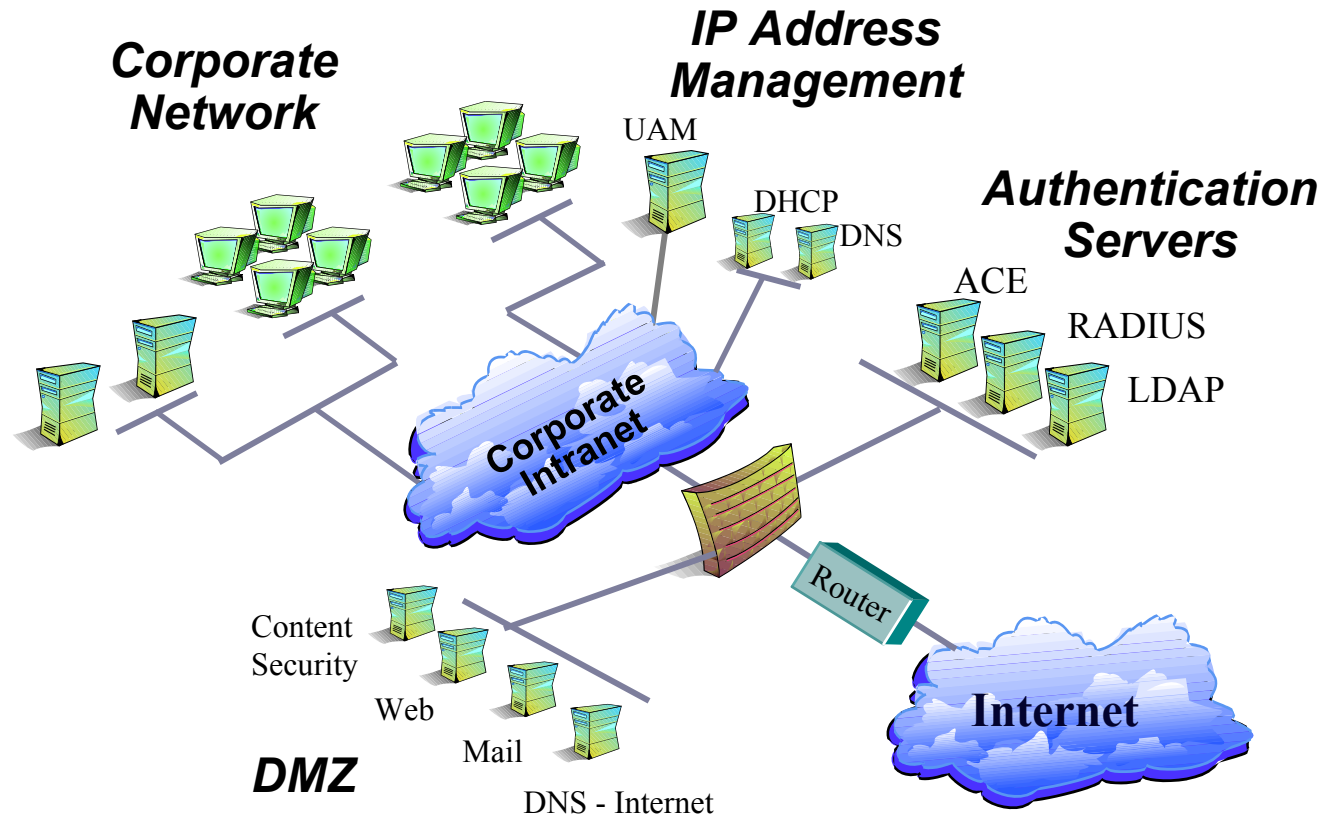 Corporate
Network
IP Address
Management
UAM
DHCP
DNS
Authentication
Servers
ACE
RADIUS
LDAP
Corporate
Intranet
Router
Content
Security
Web
Mail
DNS - Internet
DMZ
Internet